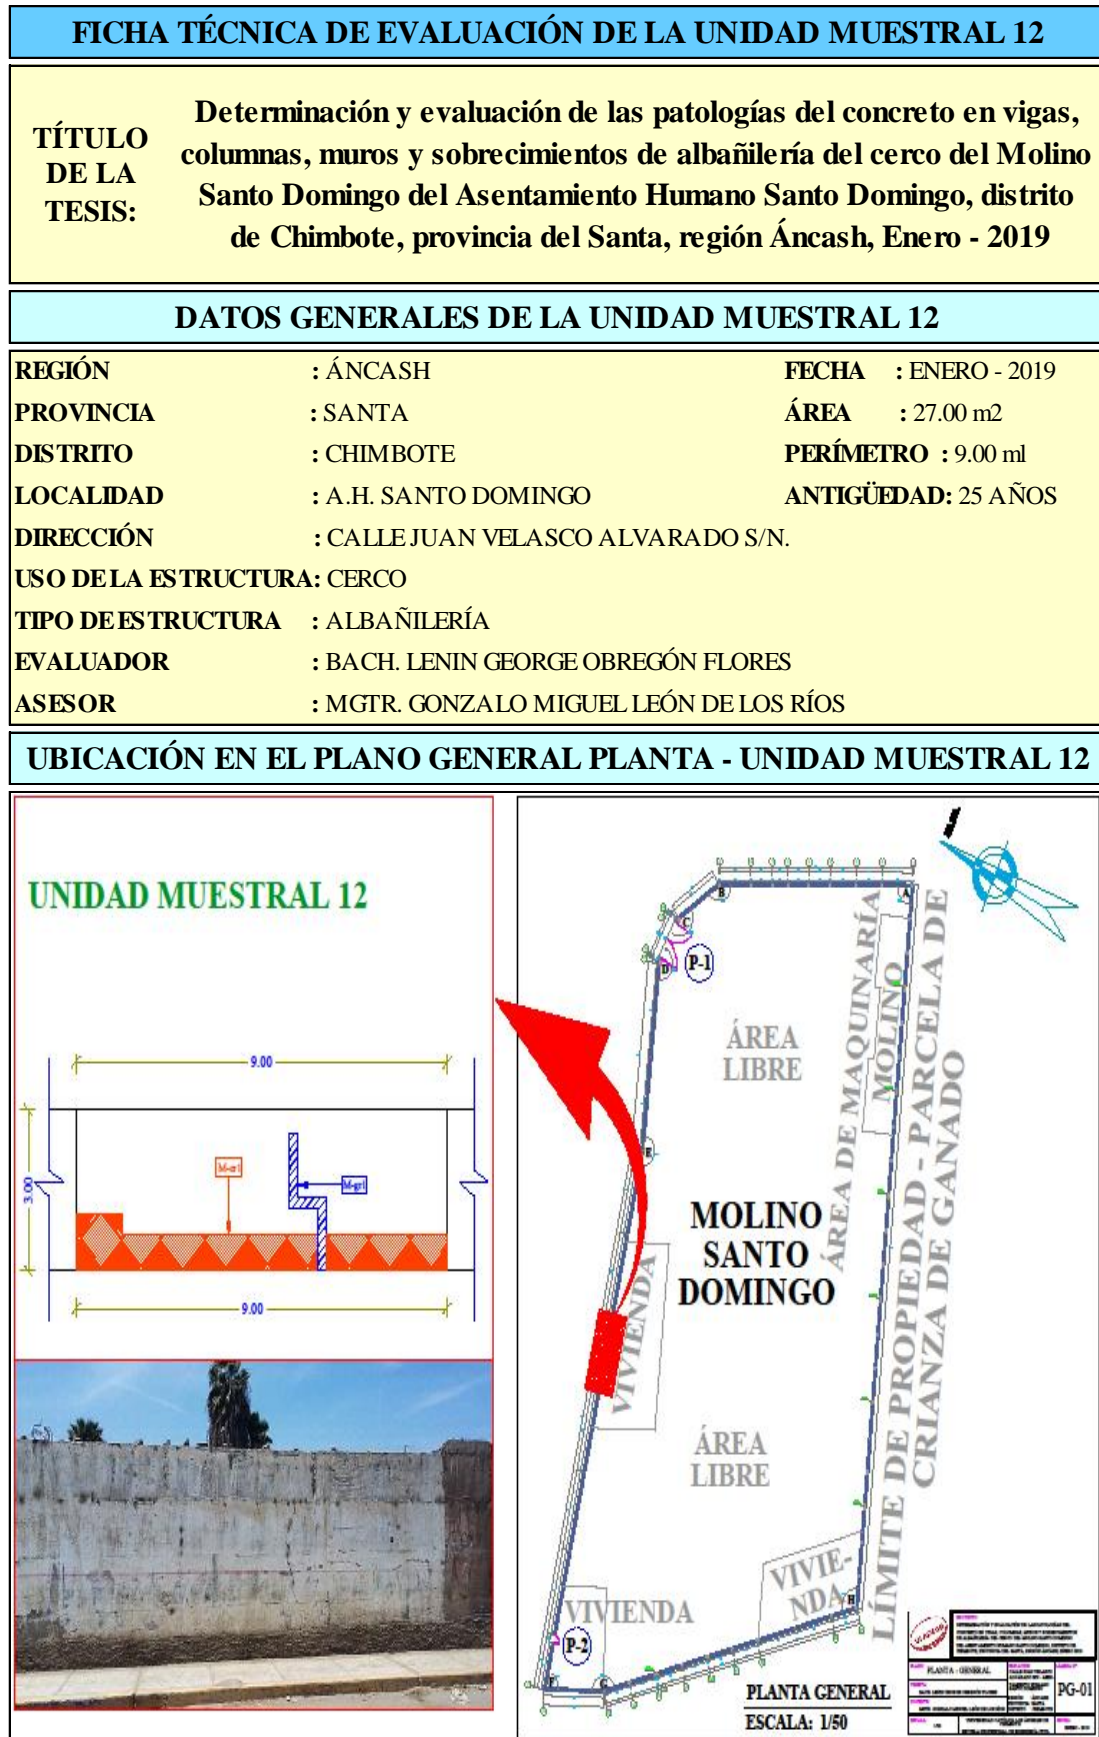 FICHA TÉCNICA DE EVALUACIÓN DE LA UNIDAD MUESTRAL 12
TÍTULO DE LA TESIS:
Determinación y evaluación de las patologías del concreto en vigas,
columnas, muros y sobrecimientos de albañilería del cerco del Molino
Santo Domingo del Asentamiento Humano Santo Domingo, distrito
de Chimbote, provincia del Santa, región Áncash, Enero - 2019
DATOS GENERALES DE LA UNIDAD MUESTRAL 12
REGIÓN : ÁNCASH FECHA : ENERO - 2019
PROVINCIA : SANTA ÁREA : 27.00 m2
DISTRITO : CHIMBOTE PERÍMETRO : 9.00 ml
LOCALIDAD : A.H. SANTO DOMINGO ANTIGÜEDAD: 25 AÑOS
DIRECCIÓN : CALLE JUAN VELASCO ALVARADO S/N.
USO DE LA ESTRUCTURA: CERCO
TIPO DE ESTRUCTURA : ALBAÑILERÍA
EVALUADOR : BACH. LENIN GEORGE OBREGÓN FLORES
ASESOR : MGTR. GONZALO MIGUEL LEÓN DE LOS RÍOS
UBICACIÓN EN EL PLANO GENERAL PLANTA - UNIDAD MUESTRAL 12
UNIDAD MUESTRAL 12
9.00
3.00
9.00
B
A
C
D
P-1
E
ÁREA
LIBRE
ÁREA DE MAQUINARÍA
MOLINO
LÍMITE DE PROPIEDAD - PARCELA DE
CRIANZA DE GANADO
MOLINO
SANTO
DOMINGO
VIVIENDA
ÁREA
LIBRE
VIVIE-
NDA
H
VIVIENDA
P-2
F
G
PLANTA GENERAL
ESCALA: 1/50
PLANTA - GENERAL
PG-01